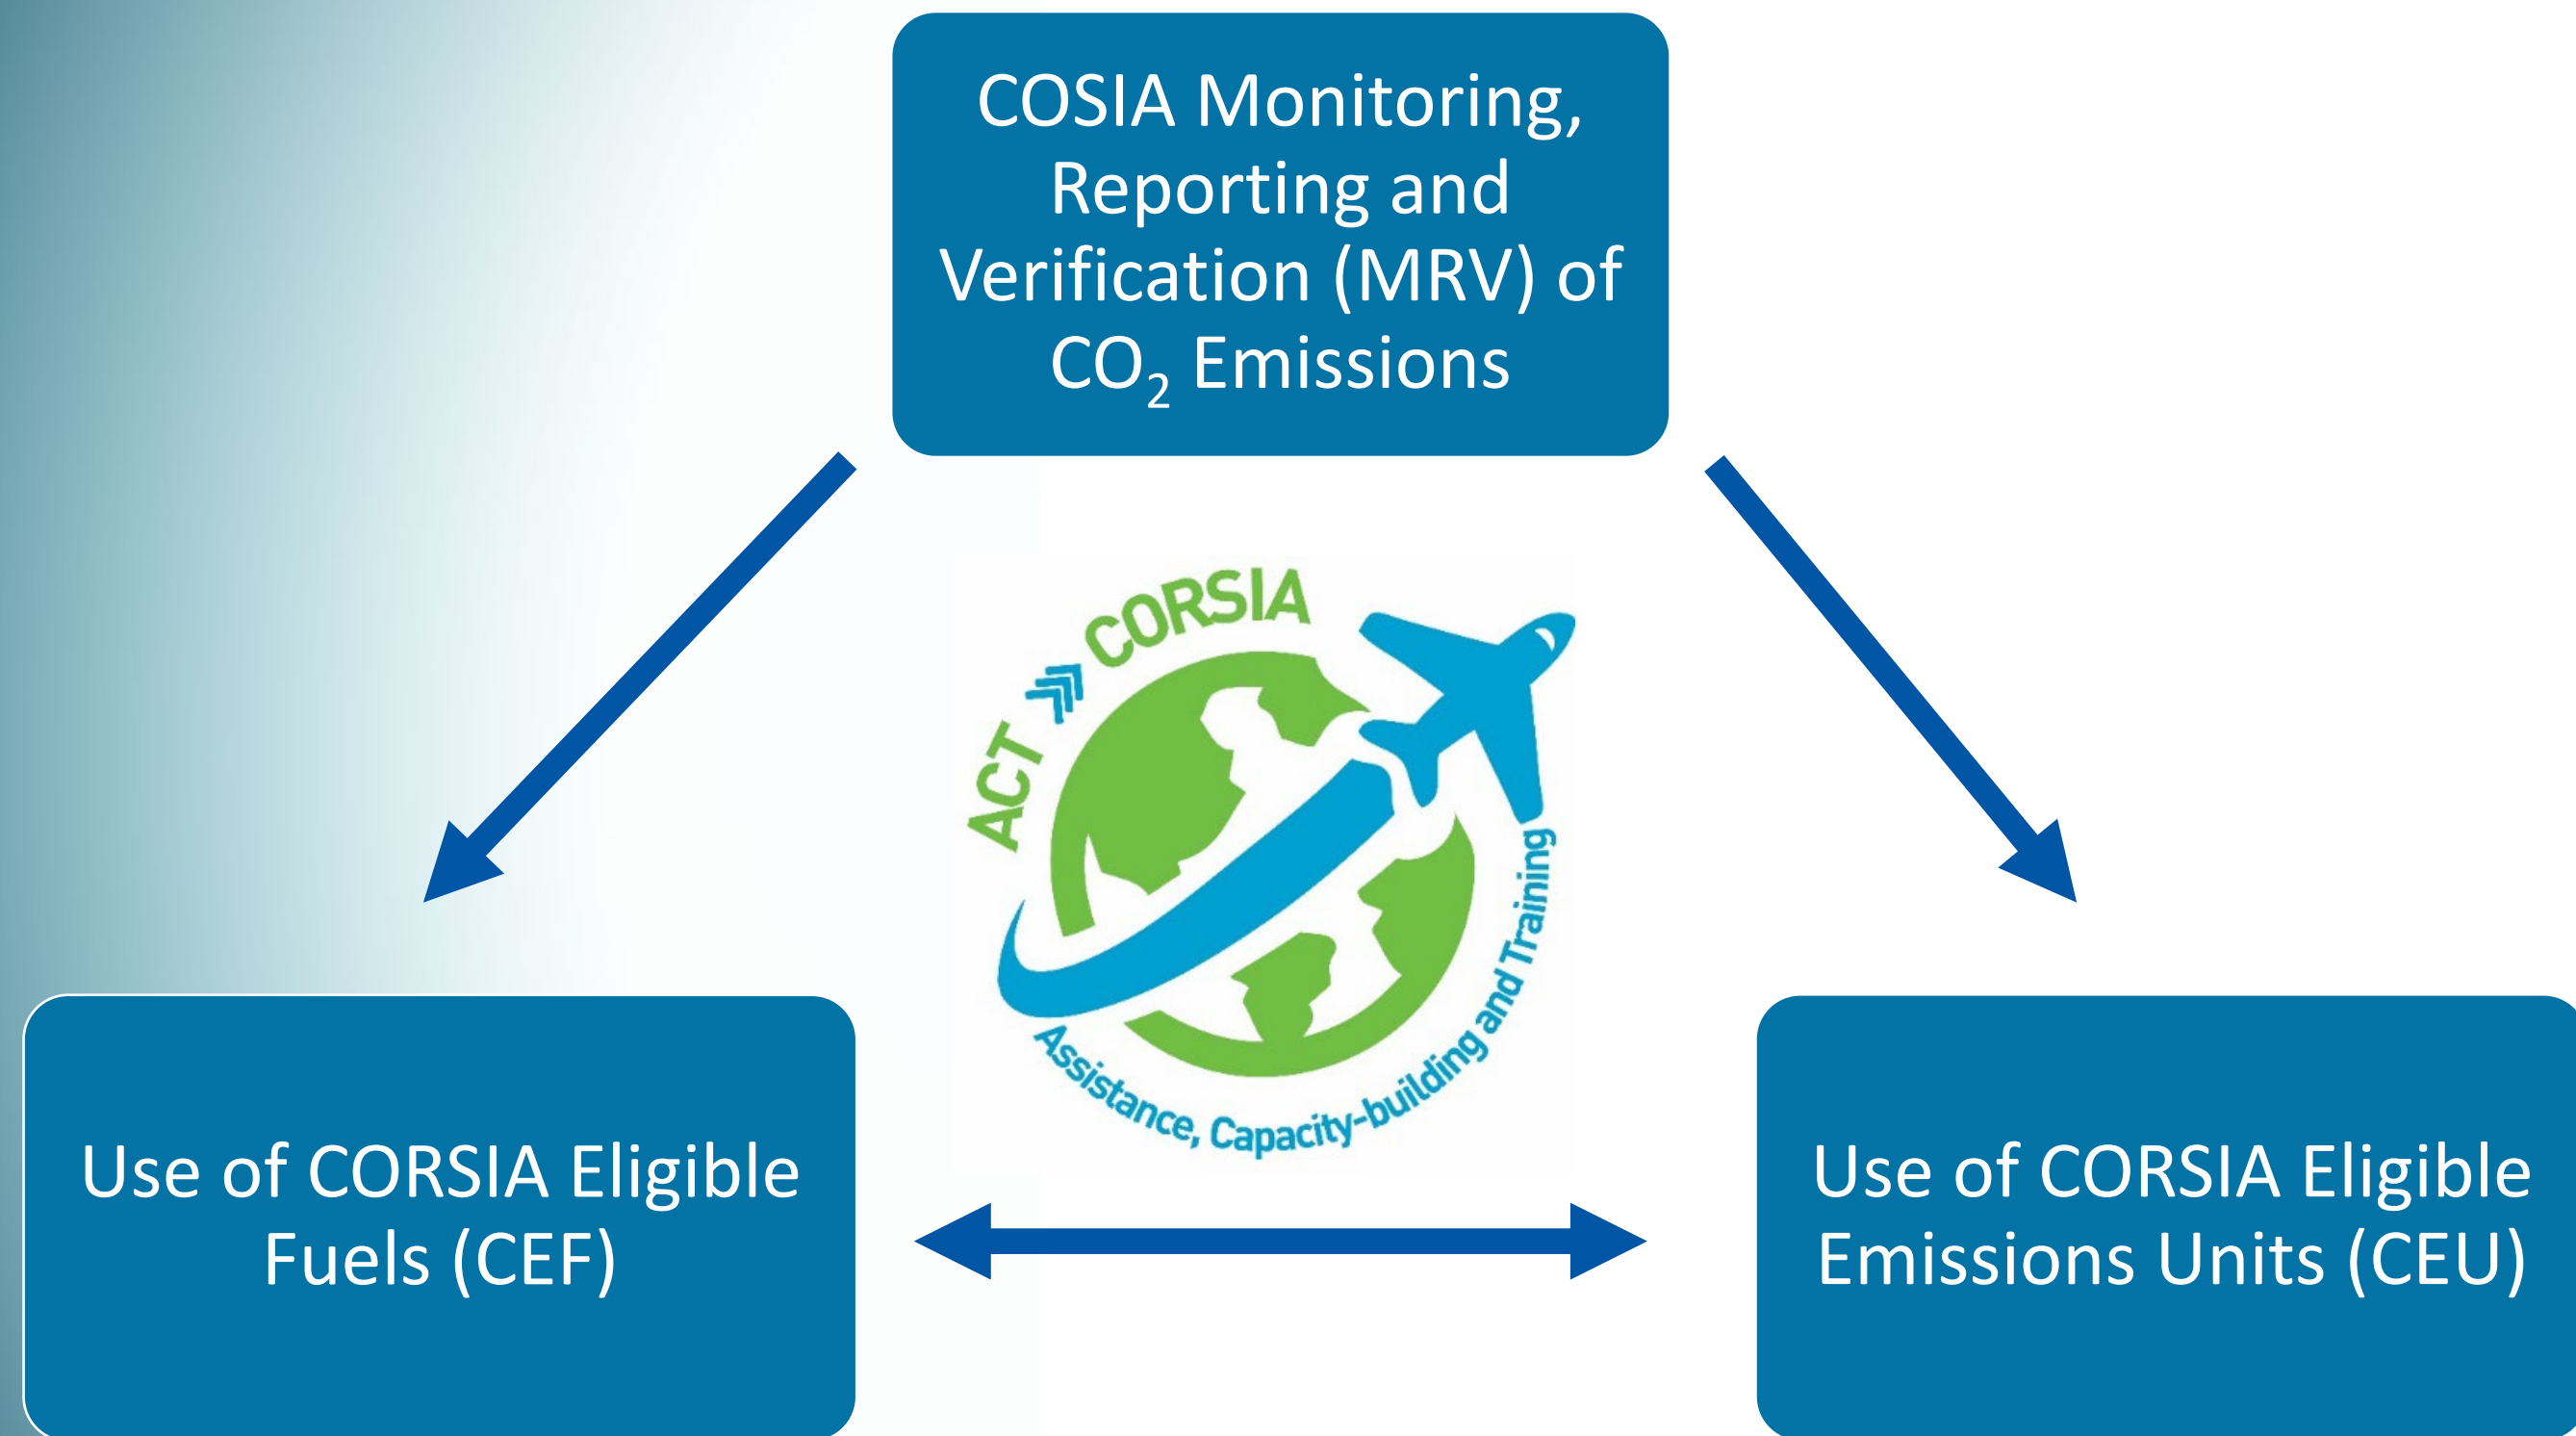 COSIA Monitoring,
Reporting and
Verification (MRV) of
CO₂ Emissions
ACT CORSIA
Assistance, Capacity-building and Training
Use of CORSIA Eligible
Fuels (CEF)
Use of CORSIA Eligible
Emissions Units (CEU)